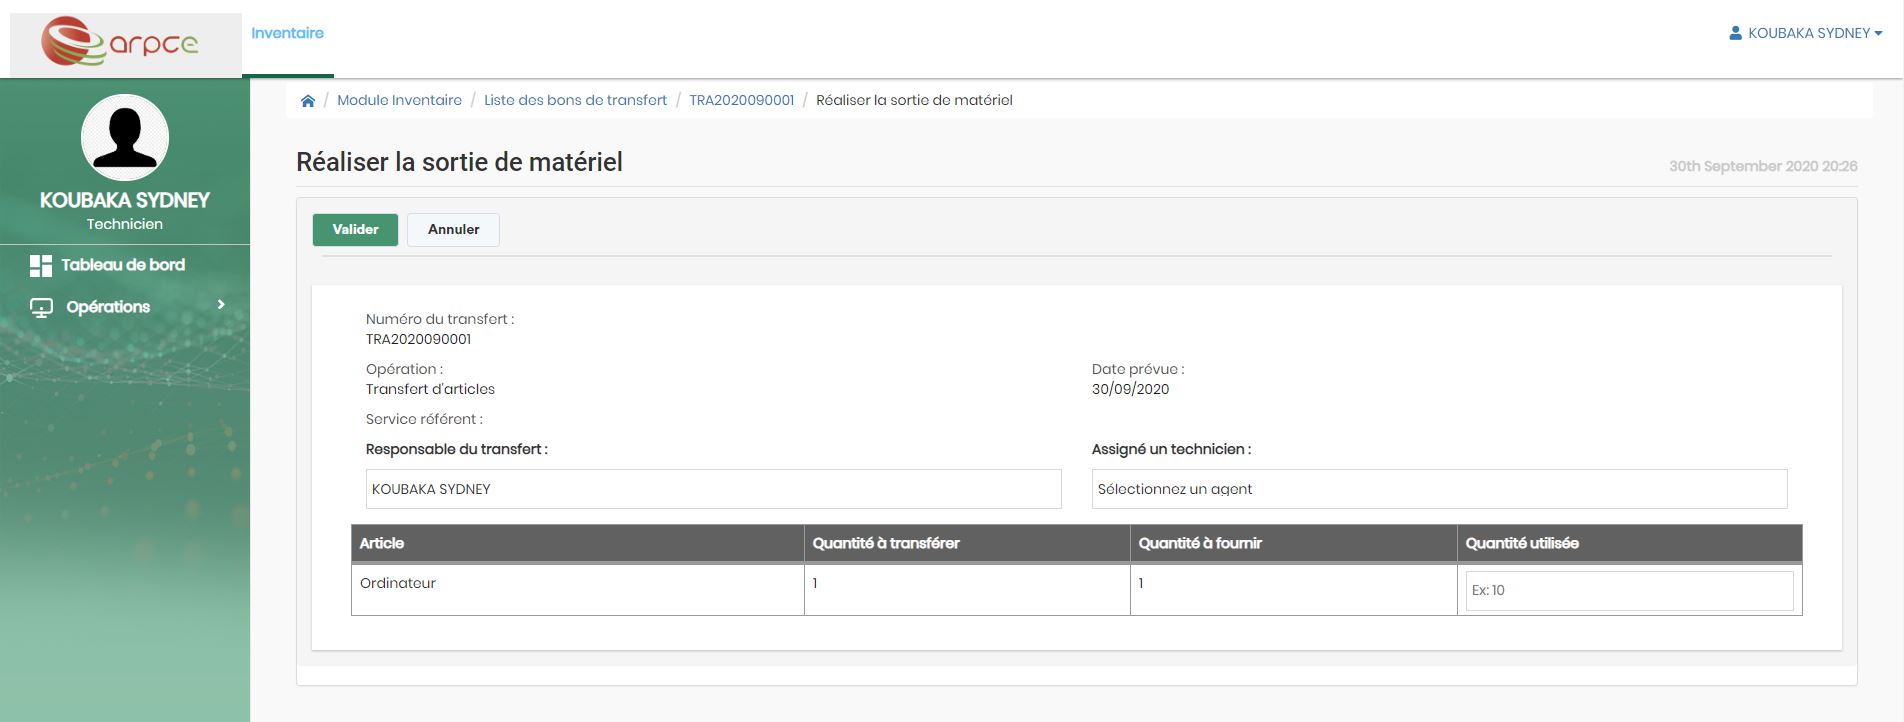 arpce
Inventaire
KOUBAKA SYDNEY
/ Module Inventaire / Liste des bons de transfert / TRA2020090001 / Réaliser la sortie de matériel
KOUBAKA SYDNEY
Technicien
Tableau de bord
Opérations
Réaliser la sortie de matériel
30th September 2020 20:26
Valider Annuler
Numéro du transfert :
TRA2020090001
Opération :
Transfert d'articles
Date prévue :
30/09/2020
Service référent :
Responsable du transfert :
KOUBAKA SYDNEY
Assigné un technicien :
Sélectionnez un agent
Article Quantité à transférer Quantité à fournir Quantité utilisée
Ordinateur 1 1 Ex: 10